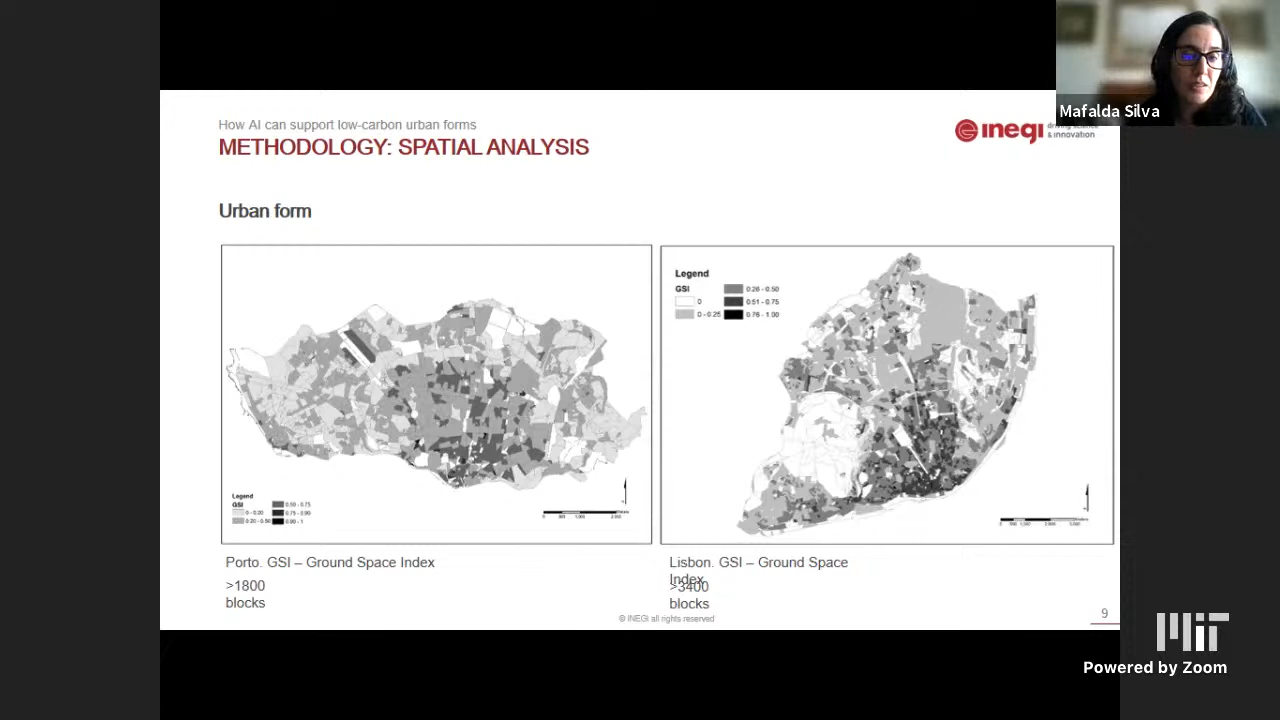 Mafalda Silva
How AI can support low-carbon urban forms
METHODOLOGY: SPATIAL ANALYSIS
inegi driving science
& innovation
Urban form
Legend
GSI
0
0 - 0.25
0.26 - 0.50
0.51 - 0.75
0.76 - 1.00
Legend
GSI
0 - 0.20
0.20 - 0.50
0.50 - 0.75
0.75 - 0.90
0.90 - 1
Porto. GSI – Ground Space Index
>1800
blocks
Lisbon. GSI – Ground Space
Index
>3400
blocks
© INEGI all rights reserved
9
MIT
Powered by Zoom